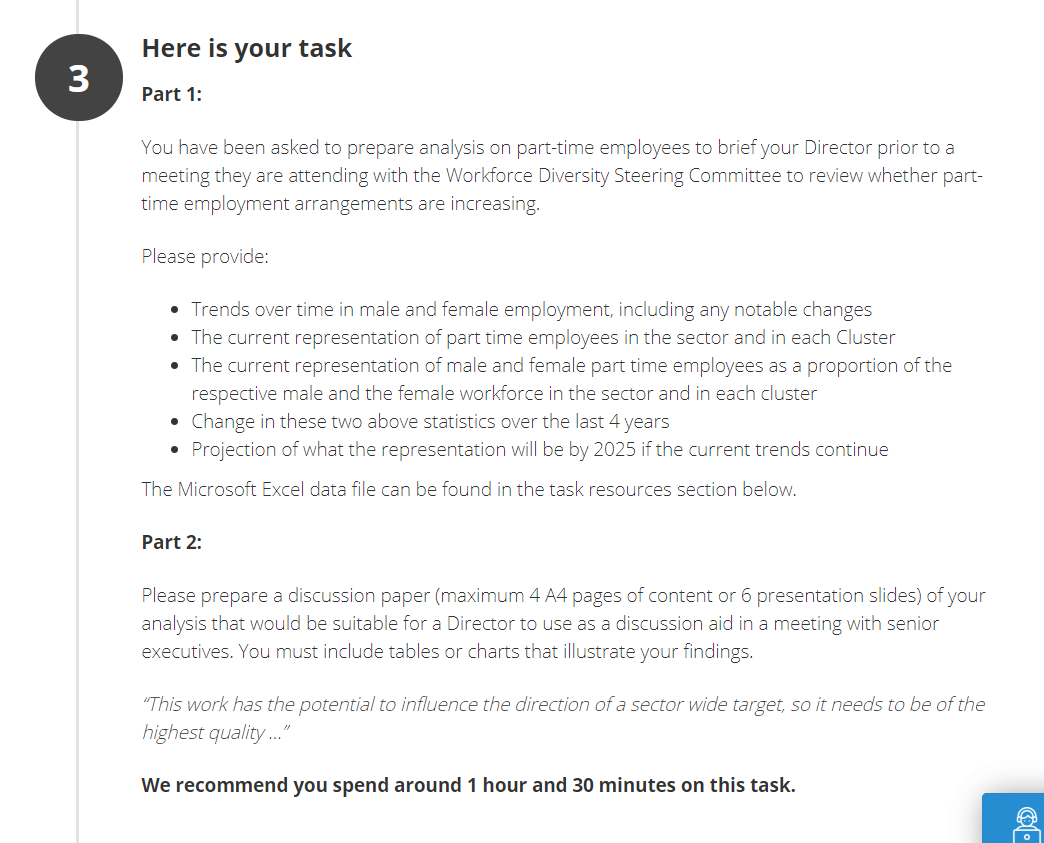 3
Here is your task
Part 1:
You have been asked to prepare analysis on part-time employees to brief your Director prior to a
meeting they are attending with the Workforce Diversity Steering Committee to review whether part-
time employment arrangements are increasing.
Please provide:
• Trends over time in male and female employment, including any notable changes
• The current representation of part time employees in the sector and in each Cluster
• The current representation of male and female part time employees as a proportion of the
respective male and the female workforce in the sector and in each cluster
• Change in these two above statistics over the last 4 years
• Projection of what the representation will be by 2025 if the current trends continue
The Microsoft Excel data file can be found in the task resources section below.
Part 2:
Please prepare a discussion paper (maximum 4 A4 pages of content or 6 presentation slides) of your
analysis that would be suitable for a Director to use as a discussion aid in a meeting with senior
executives. You must include tables or charts that illustrate your findings.
“This work has the potential to influence the direction of a sector wide target, so it needs to be of the
highest quality ...”
We recommend you spend around 1 hour and 30 minutes on this task.